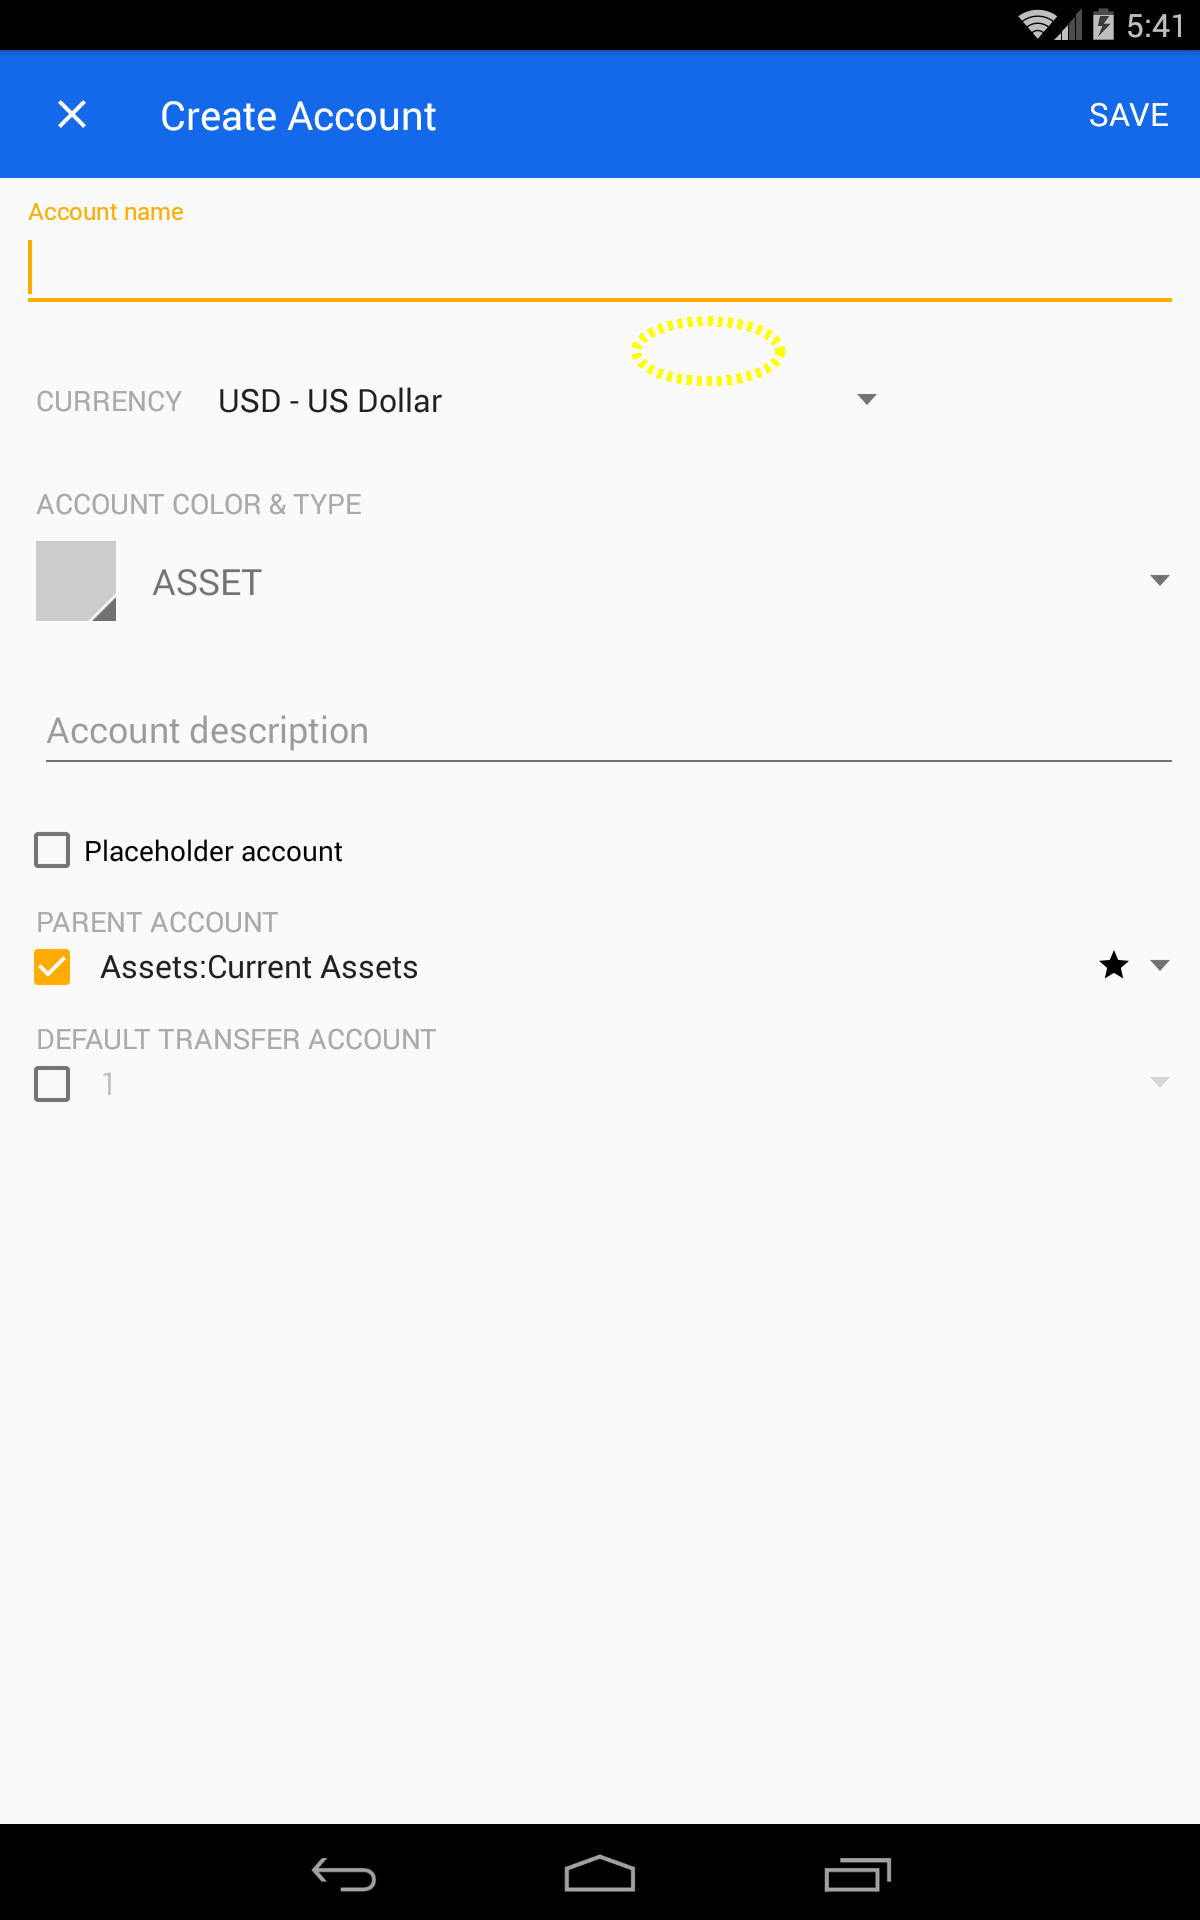 5:41
Create Account
SAVE
Account name
CURRENCY USD - US Dollar
ACCOUNT COLOR & TYPE
ASSET
Account description
Placeholder account
PARENT ACCOUNT
Assets:Current Assets
DEFAULT TRANSFER ACCOUNT
1